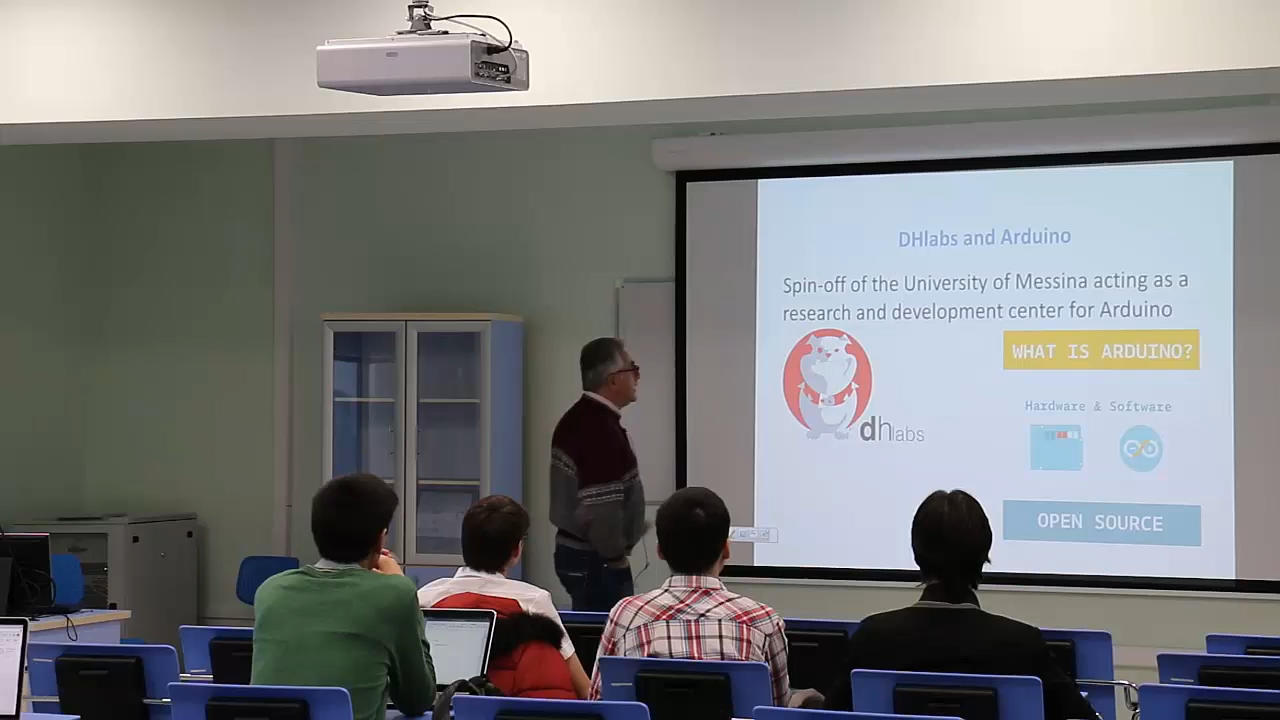 DHlabs and Arduino
Spin-off of the University of Messina acting as a
research and development center for Arduino
WHAT IS ARDUINO?
Hardware & Software
dhlabs
OPEN SOURCE